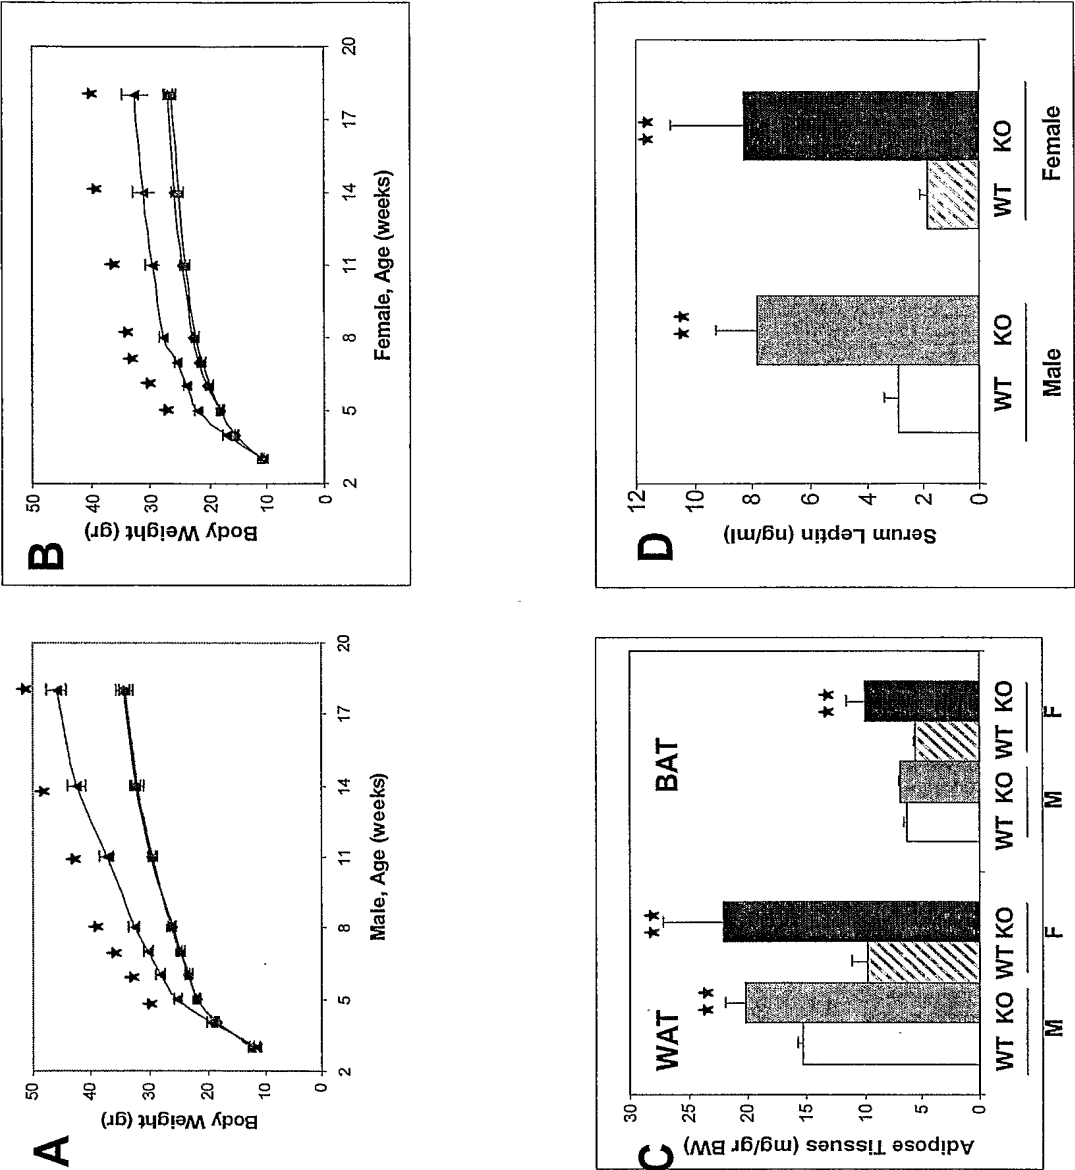 A
50
40
30
20
10
0
Body Weight (gr)
2
5
8
11
14
17
20
Male, Age (weeks)
★ ★ ★ ★ ★ ★ ★
B
50
40
30
20
10
0
Body Weight (gr)
2
5
8
11
14
17
20
Female, Age (weeks)
★ ★ ★ ★ ★ ★ ★
C
WAT
BAT
30
25
20
15
10
5
0
Adipose Tissues (mg/gr BW)
★★
★★
★★
WT KO WT KO WT KO WT KO
M F M F
D
12
10
8
6
4
2
0
Serum Leptin (ng/ml)
★★
★★
WT KO WT KO
Male Female